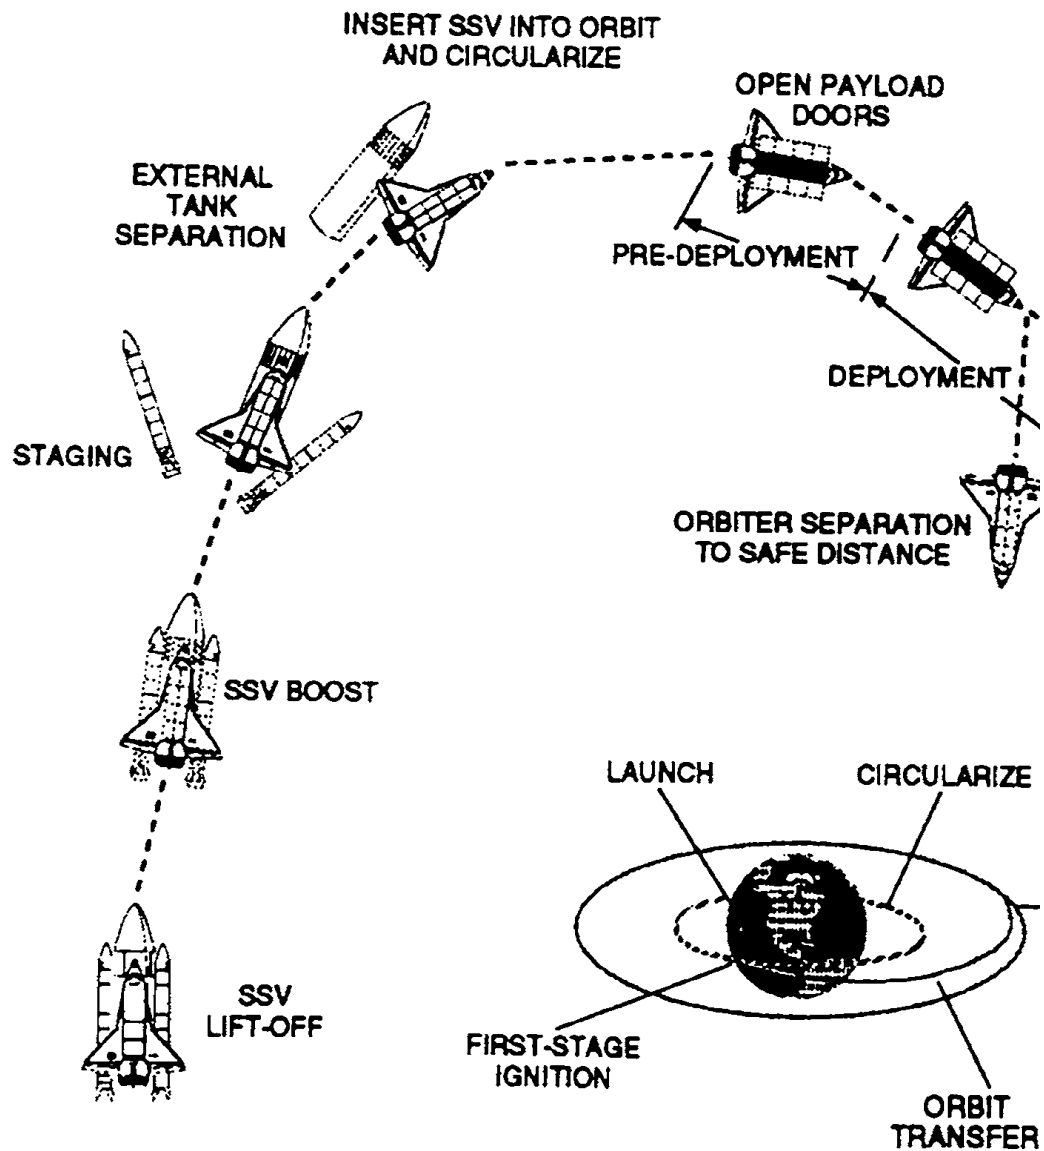 INSERT SSV INTO ORBIT
AND CIRCULARIZE
OPEN PAYLOAD
DOORS
EXTERNAL
TANK
SEPARATION
PRE-DEPLOYMENT
DEPLOYMENT
STAGING
ORBITER SEPARATION
TO SAFE DISTANCE
SSV BOOST
LAUNCH
CIRCULARIZE
SSV
LIFT-OFF
FIRST-STAGE
IGNITION
ORBIT
TRANSFER